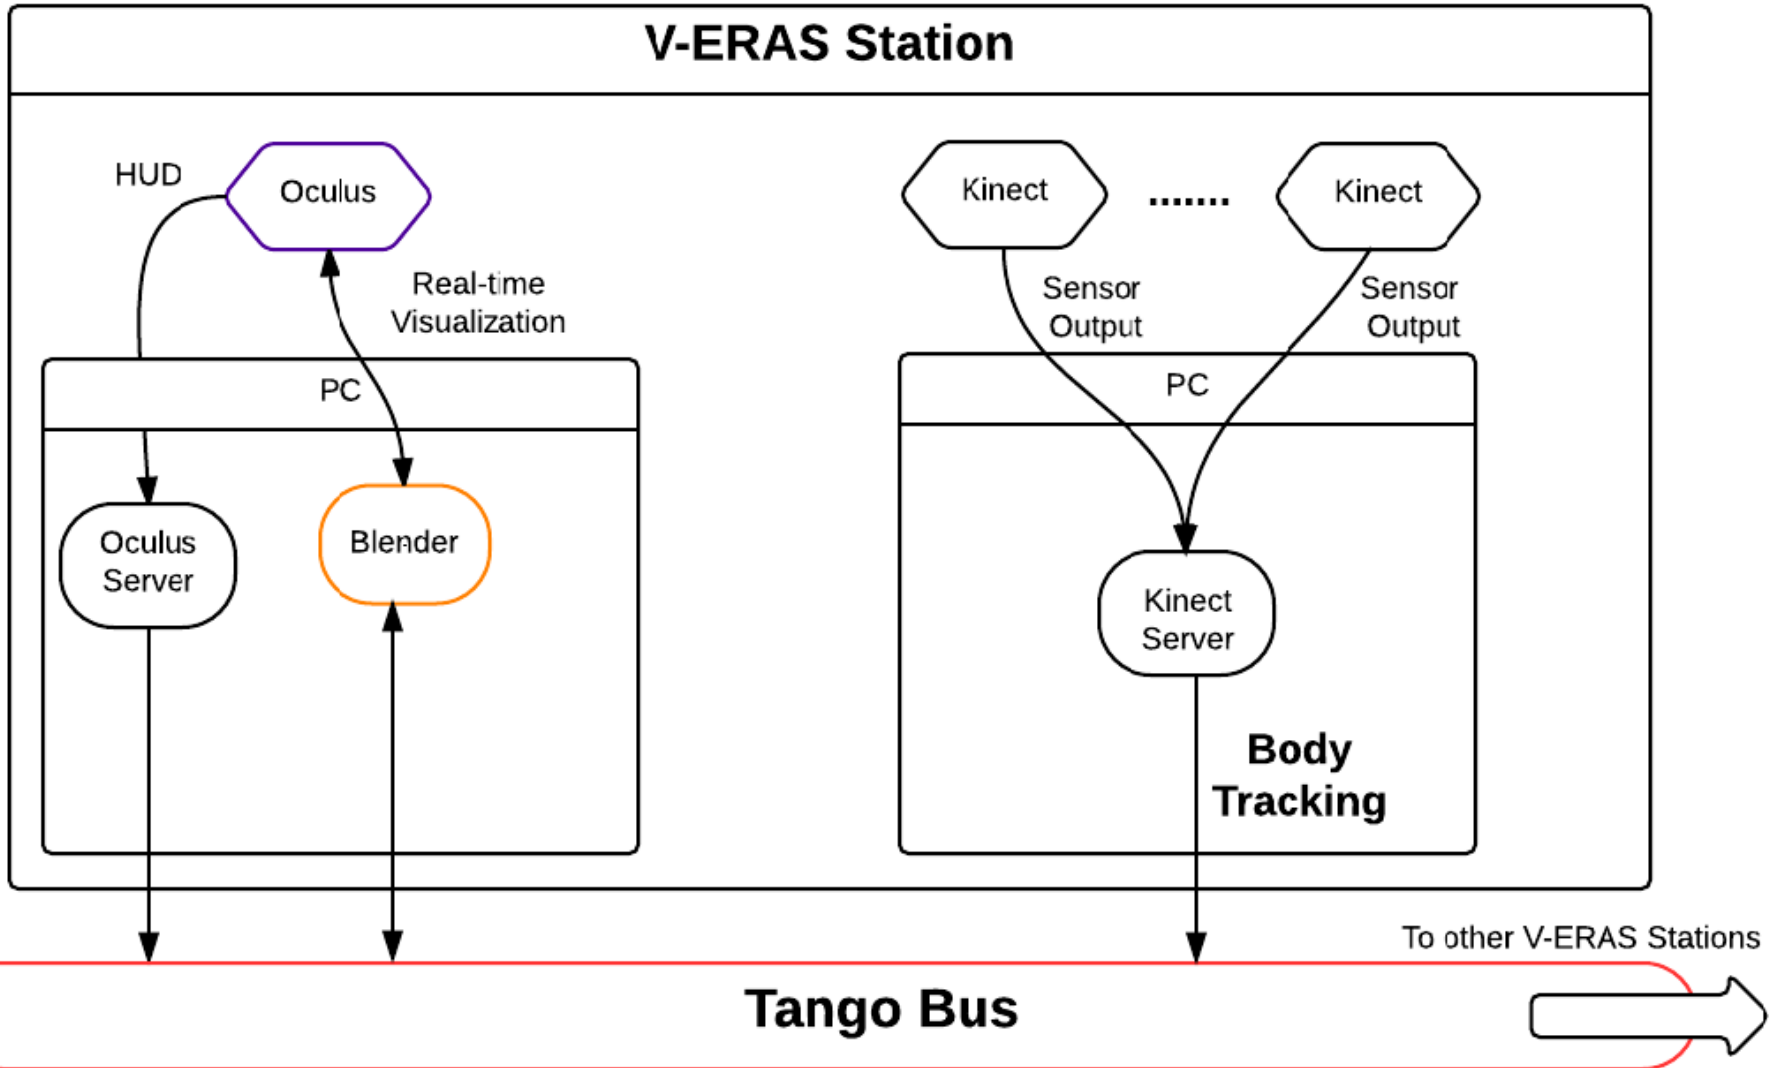 V-ERAS Station
HUD
Oculus
Kinect
.......
Kinect
Real-time
Visualization
Sensor
Output
Sensor
Output
PC
PC
Oculus
Server
Blender
Kinect
Server
Body
Tracking
To other V-ERAS Stations
Tango Bus